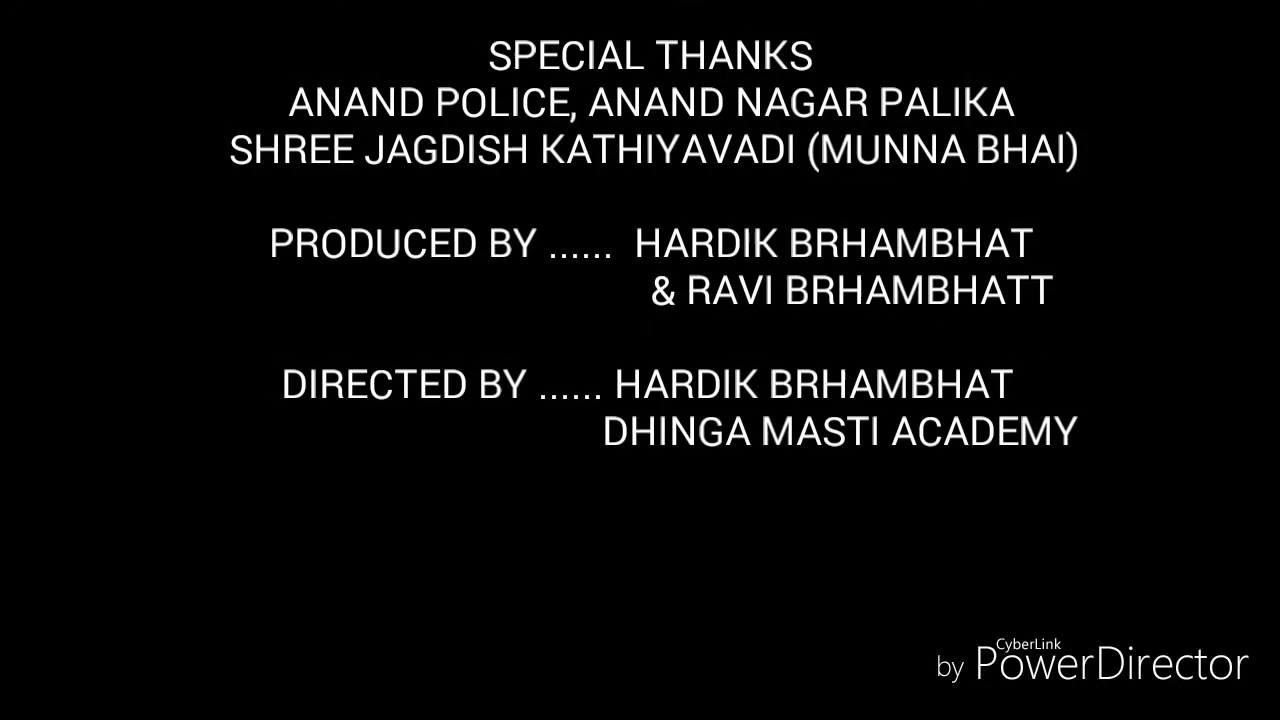 SPECIAL THANKS
ANAND POLICE, ANAND NAGAR PALIKA
SHREE JAGDISH KATHIYAVADI (MUNNA BHAI)
PRODUCED BY ...... HARDIK BRHAMBHAT
& RAVI BRHAMBHATT
DIRECTED BY ...... HARDIK BRHAMBHAT
DHINGA MASTI ACADEMY
CyberLink
by PowerDirector